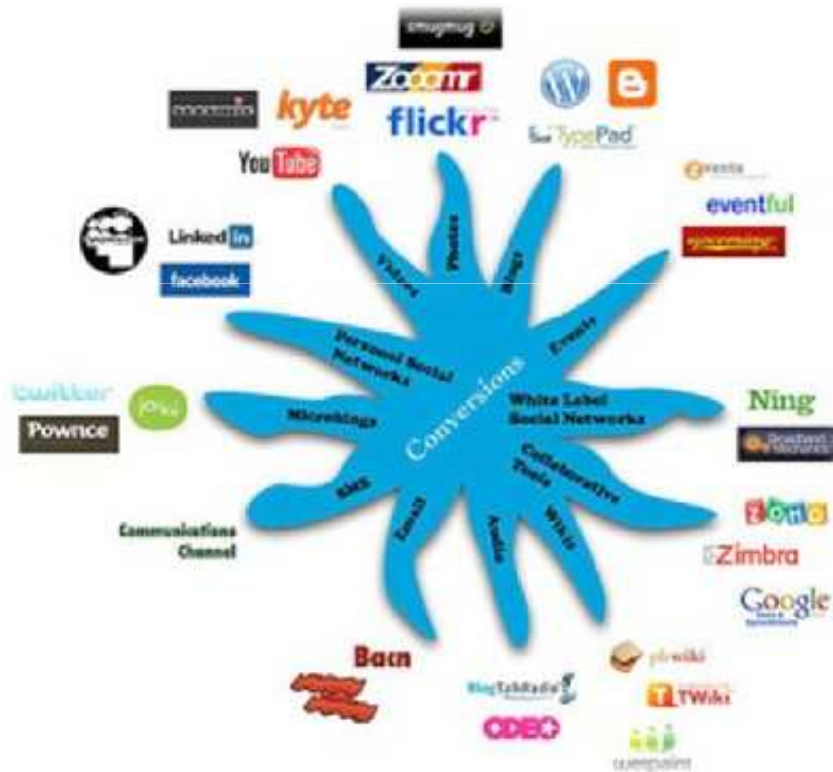 smugmug
Zooomr
kyte
flickr
TypePad
YouTube
eventful
LinkedIn
facebook
Photos
Blogs
Videos
Events
Personal Social
Networks
Conversions
White Label
Social Networks
twitter
Pownce
Ning
Collaborative
Tools
SMS
Email
Audio
Communications
Channel
ZOHO
Zimbra
Google
Bacn
BlogTalkRadio
ODEO
pbwiki
TWiki
wetpaint